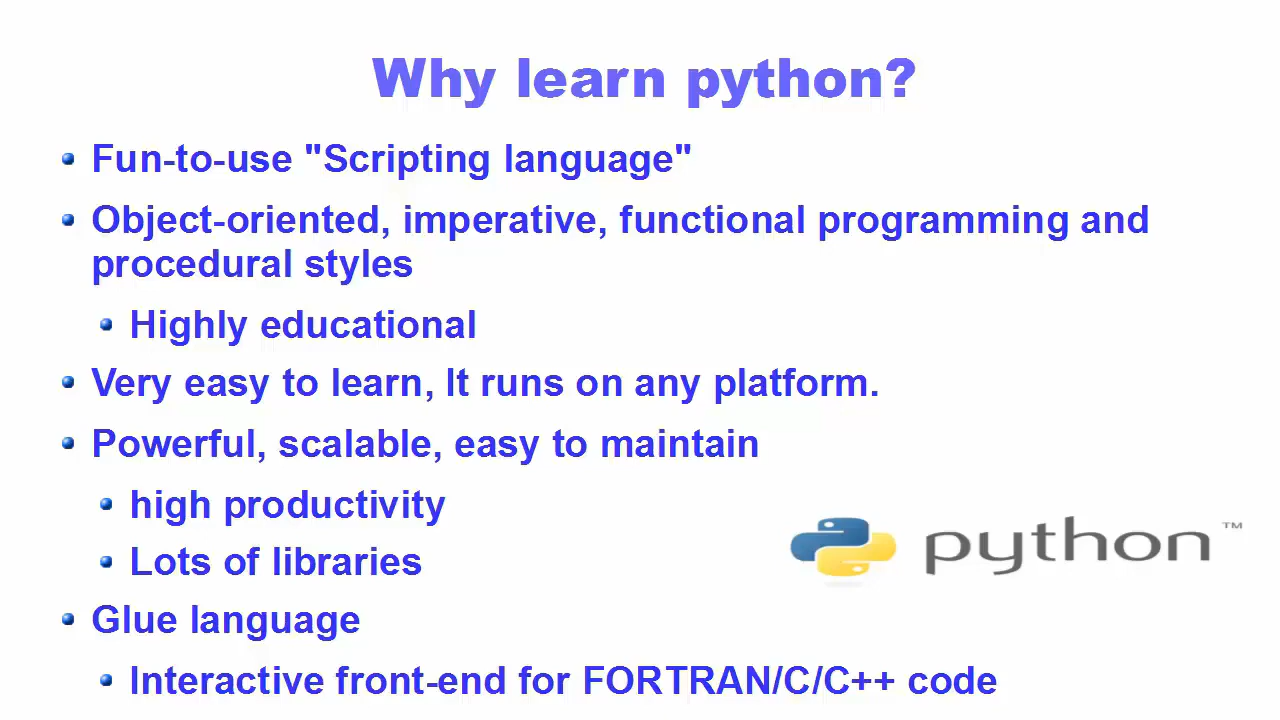 Why learn python?
Fun-to-use "Scripting language"
Object-oriented, imperative, functional programming and
procedural styles
Highly educational
Very easy to learn, It runs on any platform.
Powerful, scalable, easy to maintain
high productivity
Lots of libraries
python™
Glue language
Interactive front-end for FORTRAN/C/C++ code